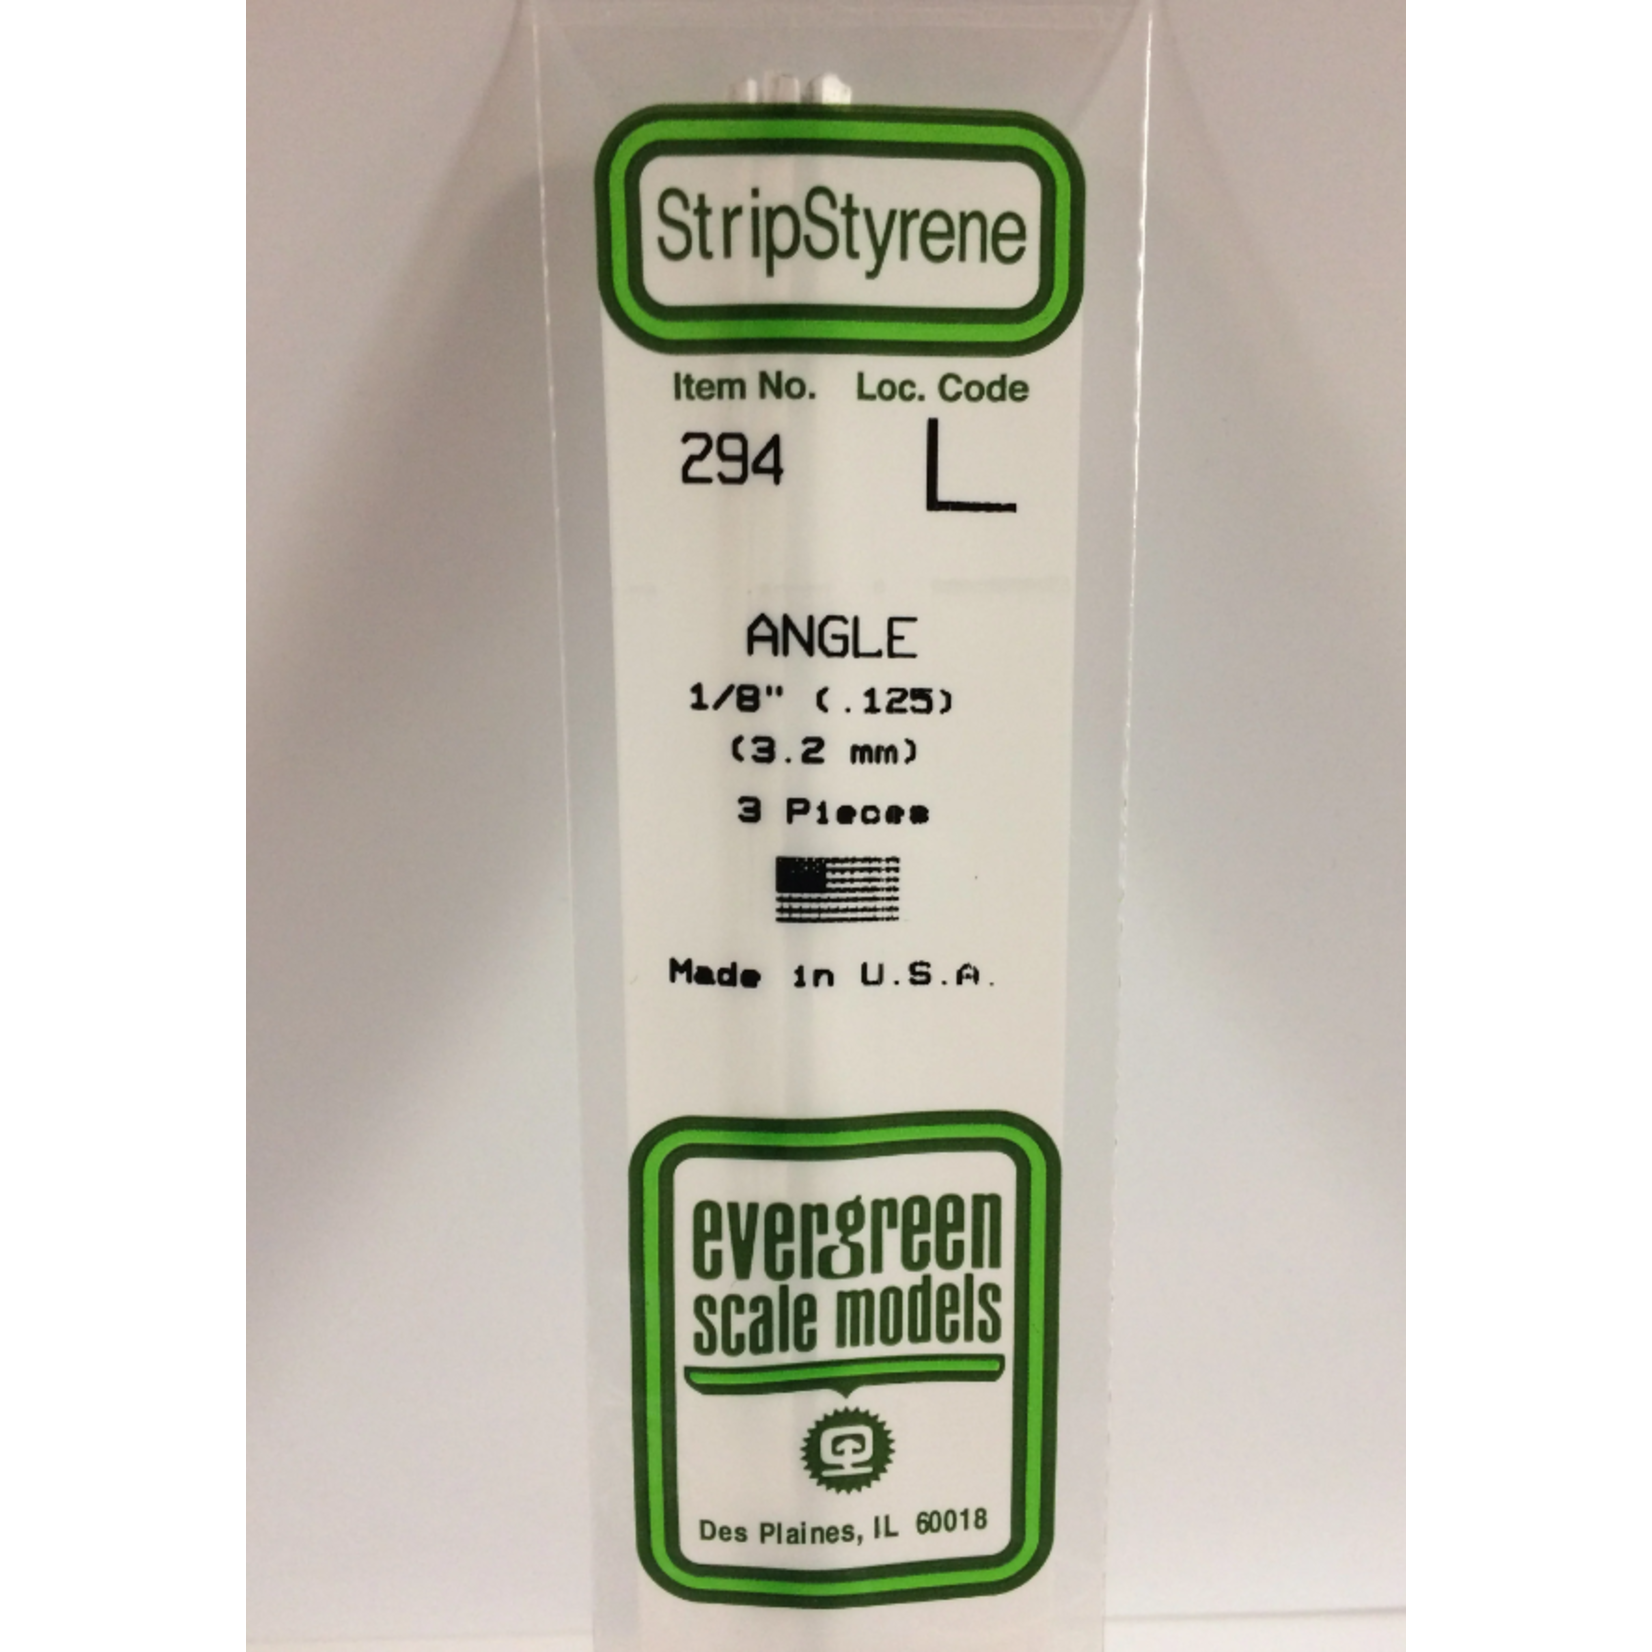 StripStyrene
Item No. Loc. Code
294 L
ANGLE
1/8" (.125)
(3.2 mm)
3 Pieces
Made in U.S.A.
evergreen
scale models
Des Plaines, IL 60018